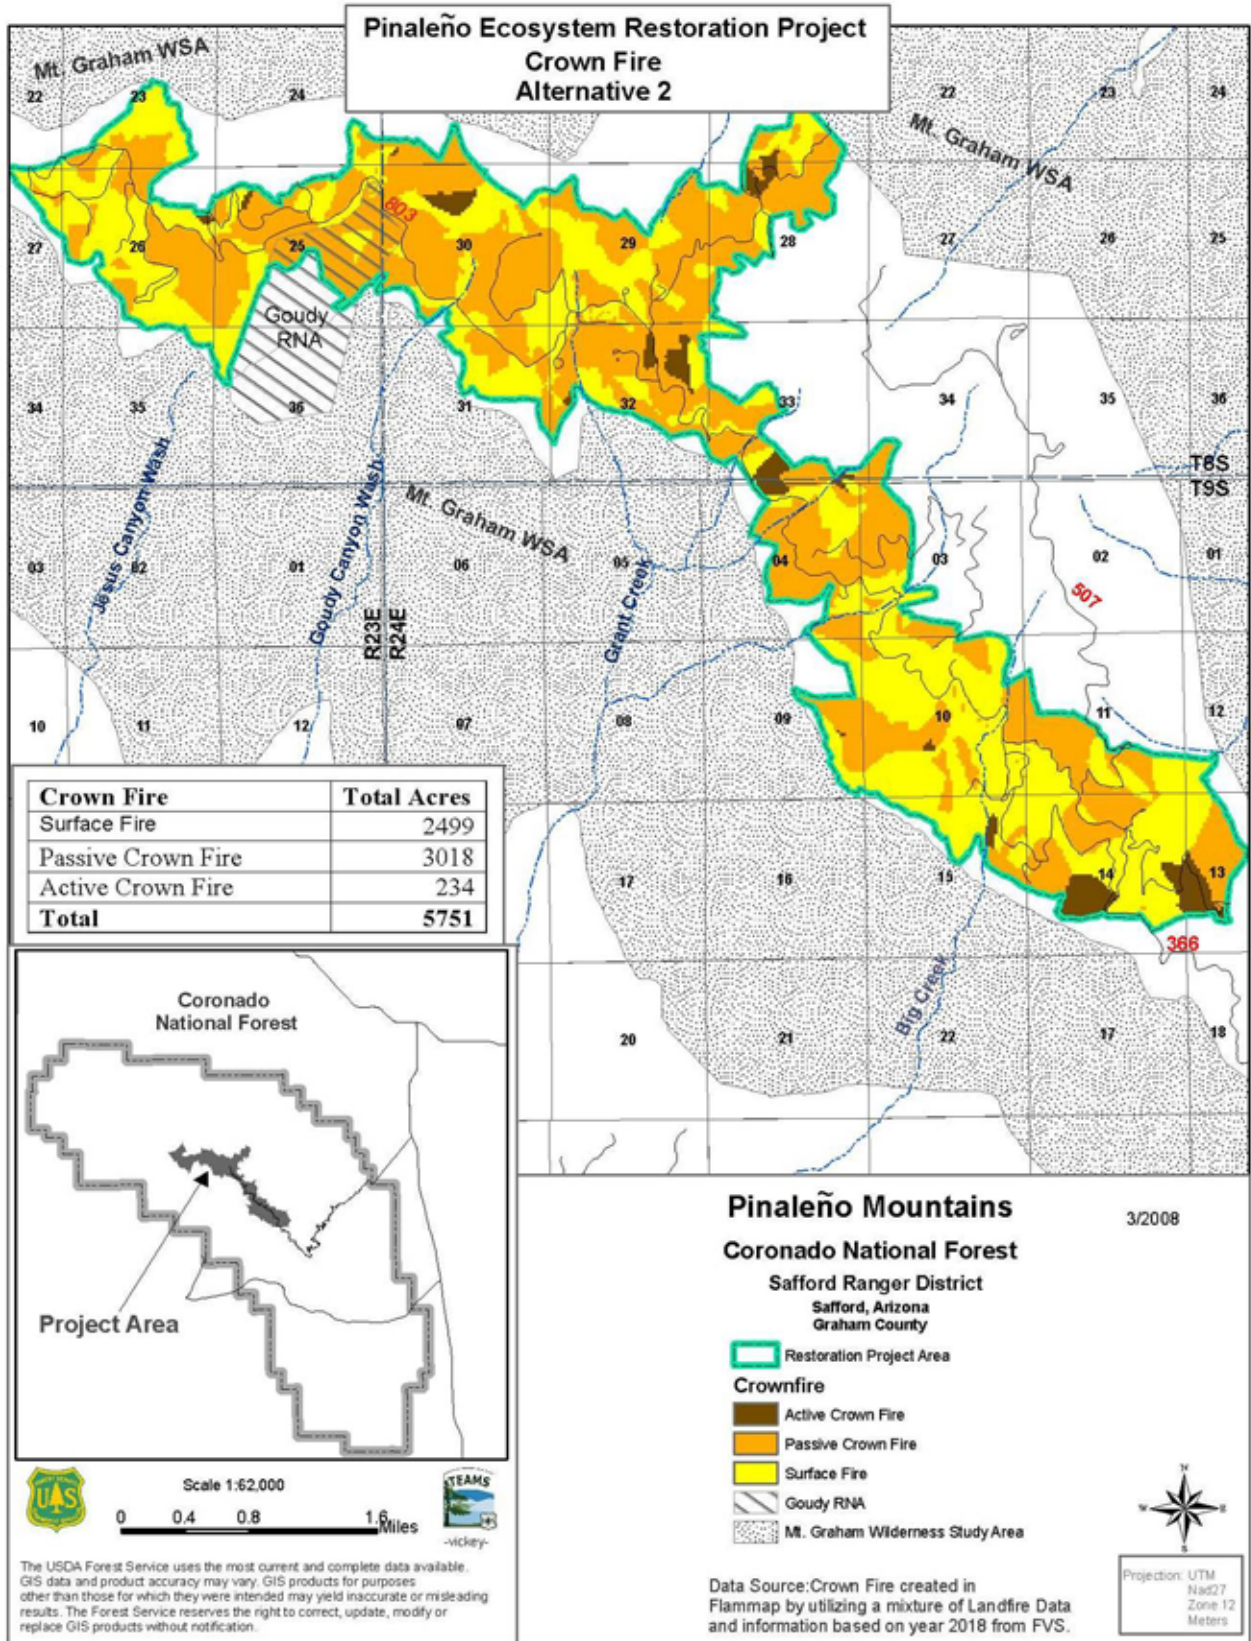 Pinaleño Ecosystem Restoration Project
Crown Fire
Alternative 2
Mt. Graham WSA
22
23
24
22
23
24
Mt. Graham WSA
803
27
26
25
30
29
28
27
26
25
Goudy
RNA
34
35
36
31
32
33
34
35
36
T8S
T9S
Jesus Canyon Wash
Goudy Canyon Wash
Mt. Graham WSA
Grant Creek
03
02
01
06
05
04
03
02
01
507
R23E
R24E
10
11
12
07
08
09
10
11
12
Crown Fire Total Acres
Surface Fire 2499
Passive Crown Fire 3018
Active Crown Fire 234
Total 5751
17
16
15
14
13
366
Big Creek
20
21
22
17
18
Coronado
National Forest
Project Area
Pinaleño Mountains
3/2008
Coronado National Forest
Safford Ranger District
Safford, Arizona
Graham County
Restoration Project Area
Crownfire
Active Crown Fire
Passive Crown Fire
Surface Fire
Goudy RNA
Mt. Graham Wilderness Study Area
FOREST SERVICE
U S
Scale 1:62,000
0 0.4 0.8 1.6 Miles
TEAMS
-vickey-
N
W E
S
The USDA Forest Service uses the most current and complete data available.
GIS data and product accuracy may vary. GIS products for purposes
other than those for which they were intended may yield inaccurate or misleading
results. The Forest Service reserves the right to correct, update, modify or
replace GIS products without notification.
Data Source:Crown Fire created in
Flammap by utilizing a mixture of Landfire Data
and information based on year 2018 from FVS.
Projection: UTM
Nad27
Zone 12
Meters